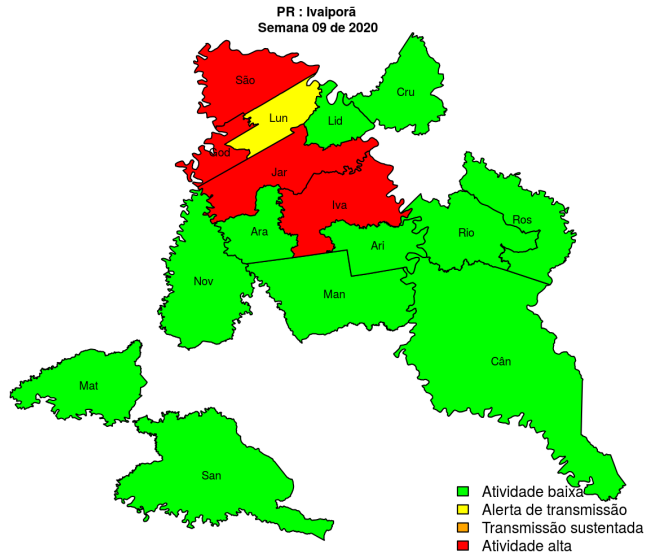 PR : Ivaiporã
Semana 09 de 2020
São
Cru
Lun
Lid
God
Jar
Iva
Ros
Ara
Rio
Ari
Nov
Man
Cân
Mat
San
Atividade baixa
Alerta de transmissão
Transmissão sustentada
Atividade alta